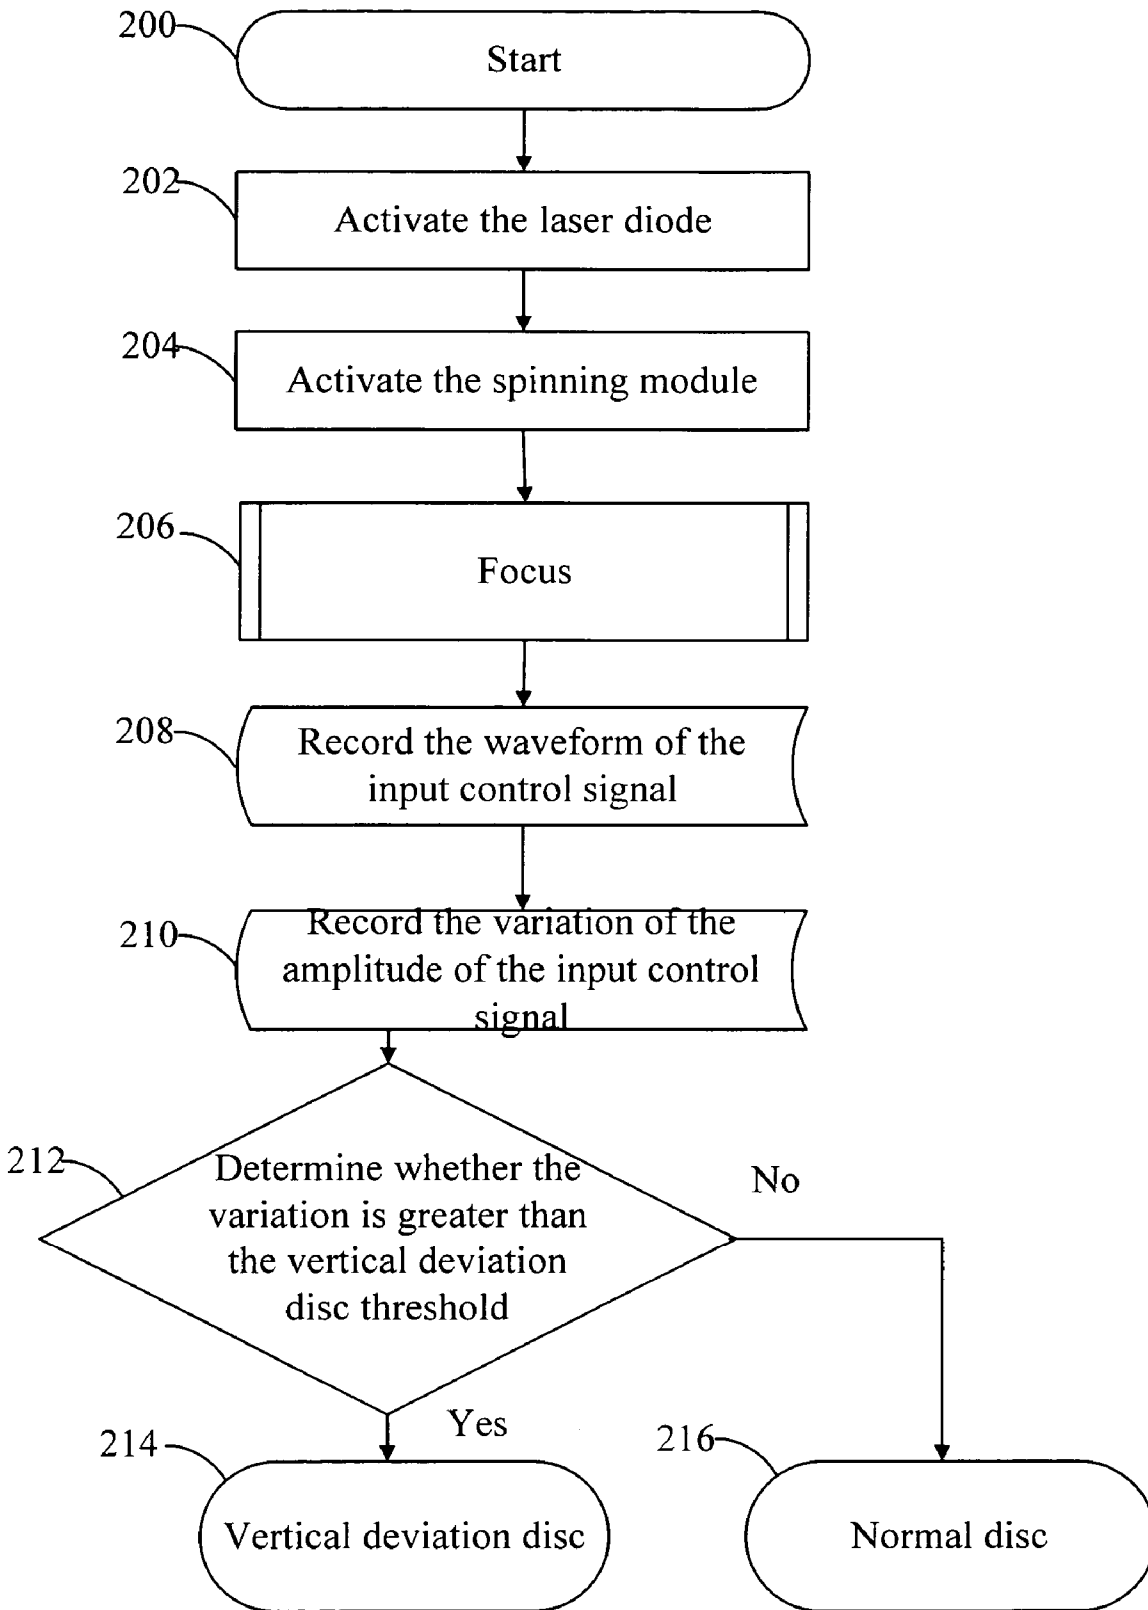 200
Start
202
Activate the laser diode
204
Activate the spinning module
206
Focus
208
Record the waveform of the
input control signal
210
Record the variation of the
amplitude of the input control
signal
212
Determine whether the
variation is greater than
the vertical deviation
disc threshold
No
Yes
214
Vertical deviation disc
216
Normal disc